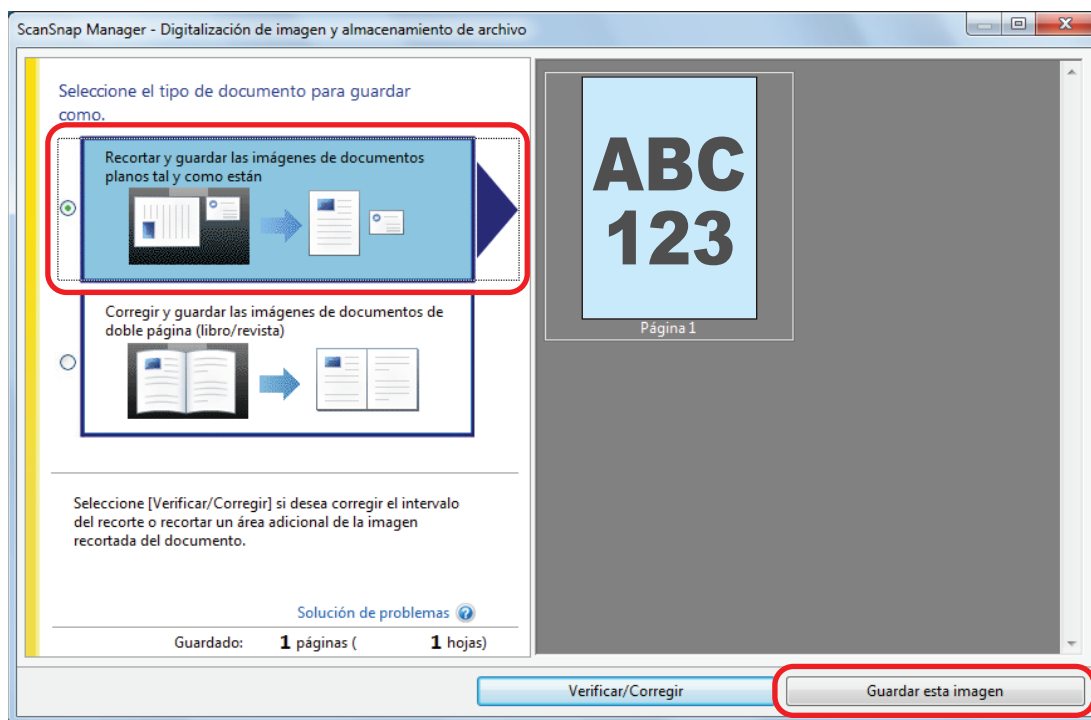 ScanSnap Manager - Digitalización de imagen y almacenamiento de archivo
Seleccione el tipo de documento para guardar
como.
Recortar y guardar las imágenes de documentos
planos tal y como están
Corregir y guardar las imágenes de documentos de
doble página (libro/revista)
Seleccione [Verificar/Corregir] si desea corregir el intervalo
del recorte o recortar un área adicional de la imagen
recortada del documento.
Solución de problemas ?
Guardado: 1 páginas ( 1 hojas)
ABC
123
Página 1
Verificar/Corregir
Guardar esta imagen